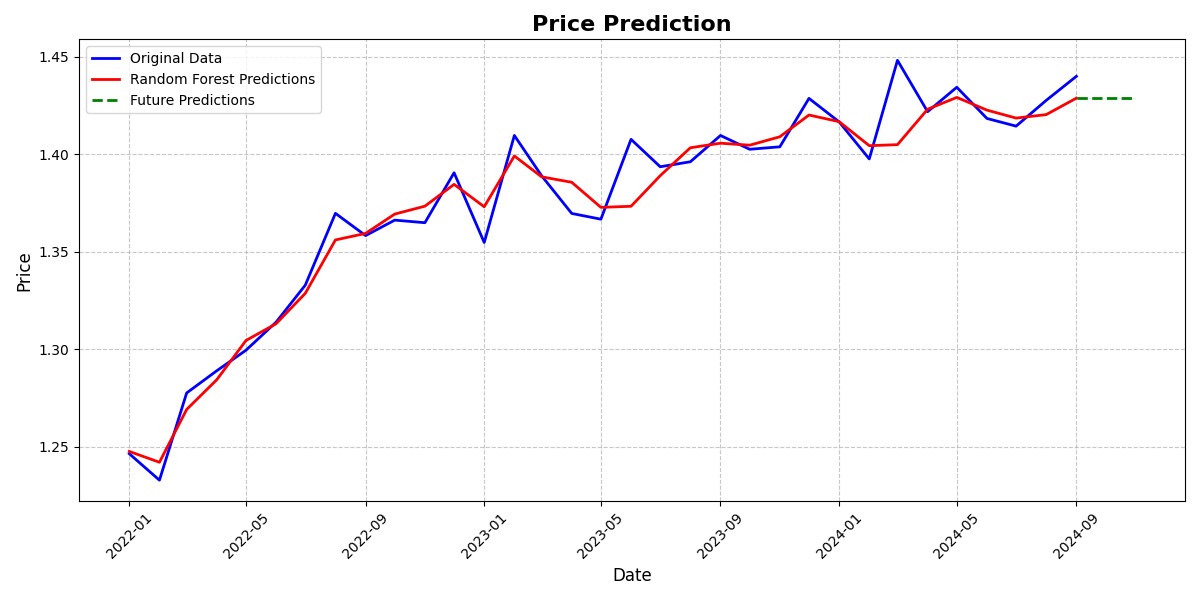 Price Prediction
Original Data
Random Forest Predictions
Future Predictions
Price
1.45
1.40
1.35
1.30
1.25
2022-01
2022-05
2022-09
2023-01
2023-05
2023-09
2024-01
2024-05
2024-09
Date